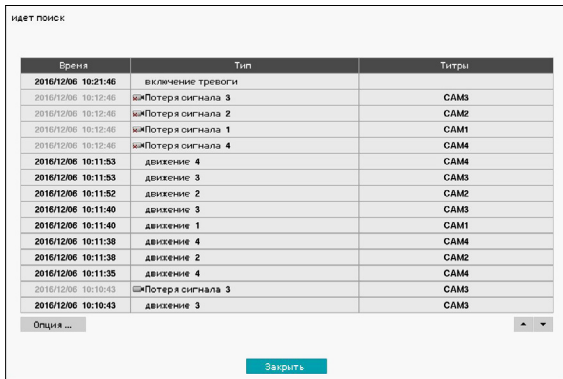 идет поиск
Время Тип Титры
2016/12/06 10:21:46 включение тревоги
2016/12/06 10:12:46 Потеря сигнала 3 CAM3
2016/12/06 10:12:46 Потеря сигнала 2 CAM2
2016/12/06 10:12:46 Потеря сигнала 1 CAM1
2016/12/06 10:12:46 Потеря сигнала 4 CAM4
2016/12/06 10:11:53 движение 4 CAM4
2016/12/06 10:11:53 движение 3 CAM3
2016/12/06 10:11:52 движение 2 CAM2
2016/12/06 10:11:40 движение 3 CAM3
2016/12/06 10:11:40 движение 1 CAM1
2016/12/06 10:11:38 движение 4 CAM4
2016/12/06 10:11:38 движение 2 CAM2
2016/12/06 10:11:35 движение 4 CAM4
2016/12/06 10:10:43 Потеря сигнала 3 CAM3
2016/12/06 10:10:43 движение 3 CAM3
Опция ...
Закрыть